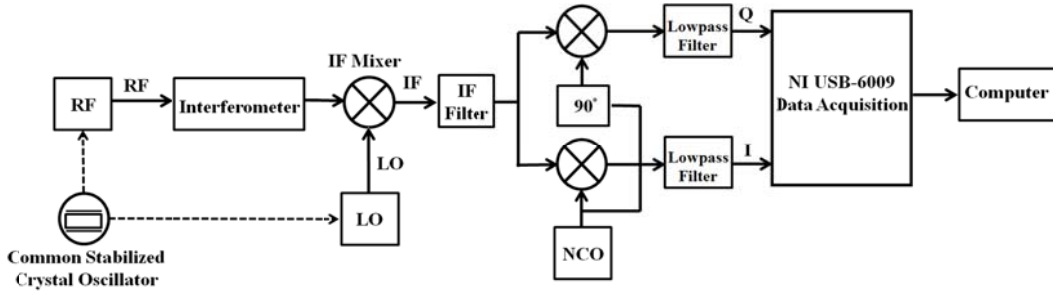 RF
RF
Interferometer
IF Mixer
IF
LO
LO
IF
Filter
90°
NCO
Lowpass
Filter
Q
Lowpass
Filter
I
NI USB-6009
Data Acquisition
Computer
Common Stabilized
Crystal Oscillator